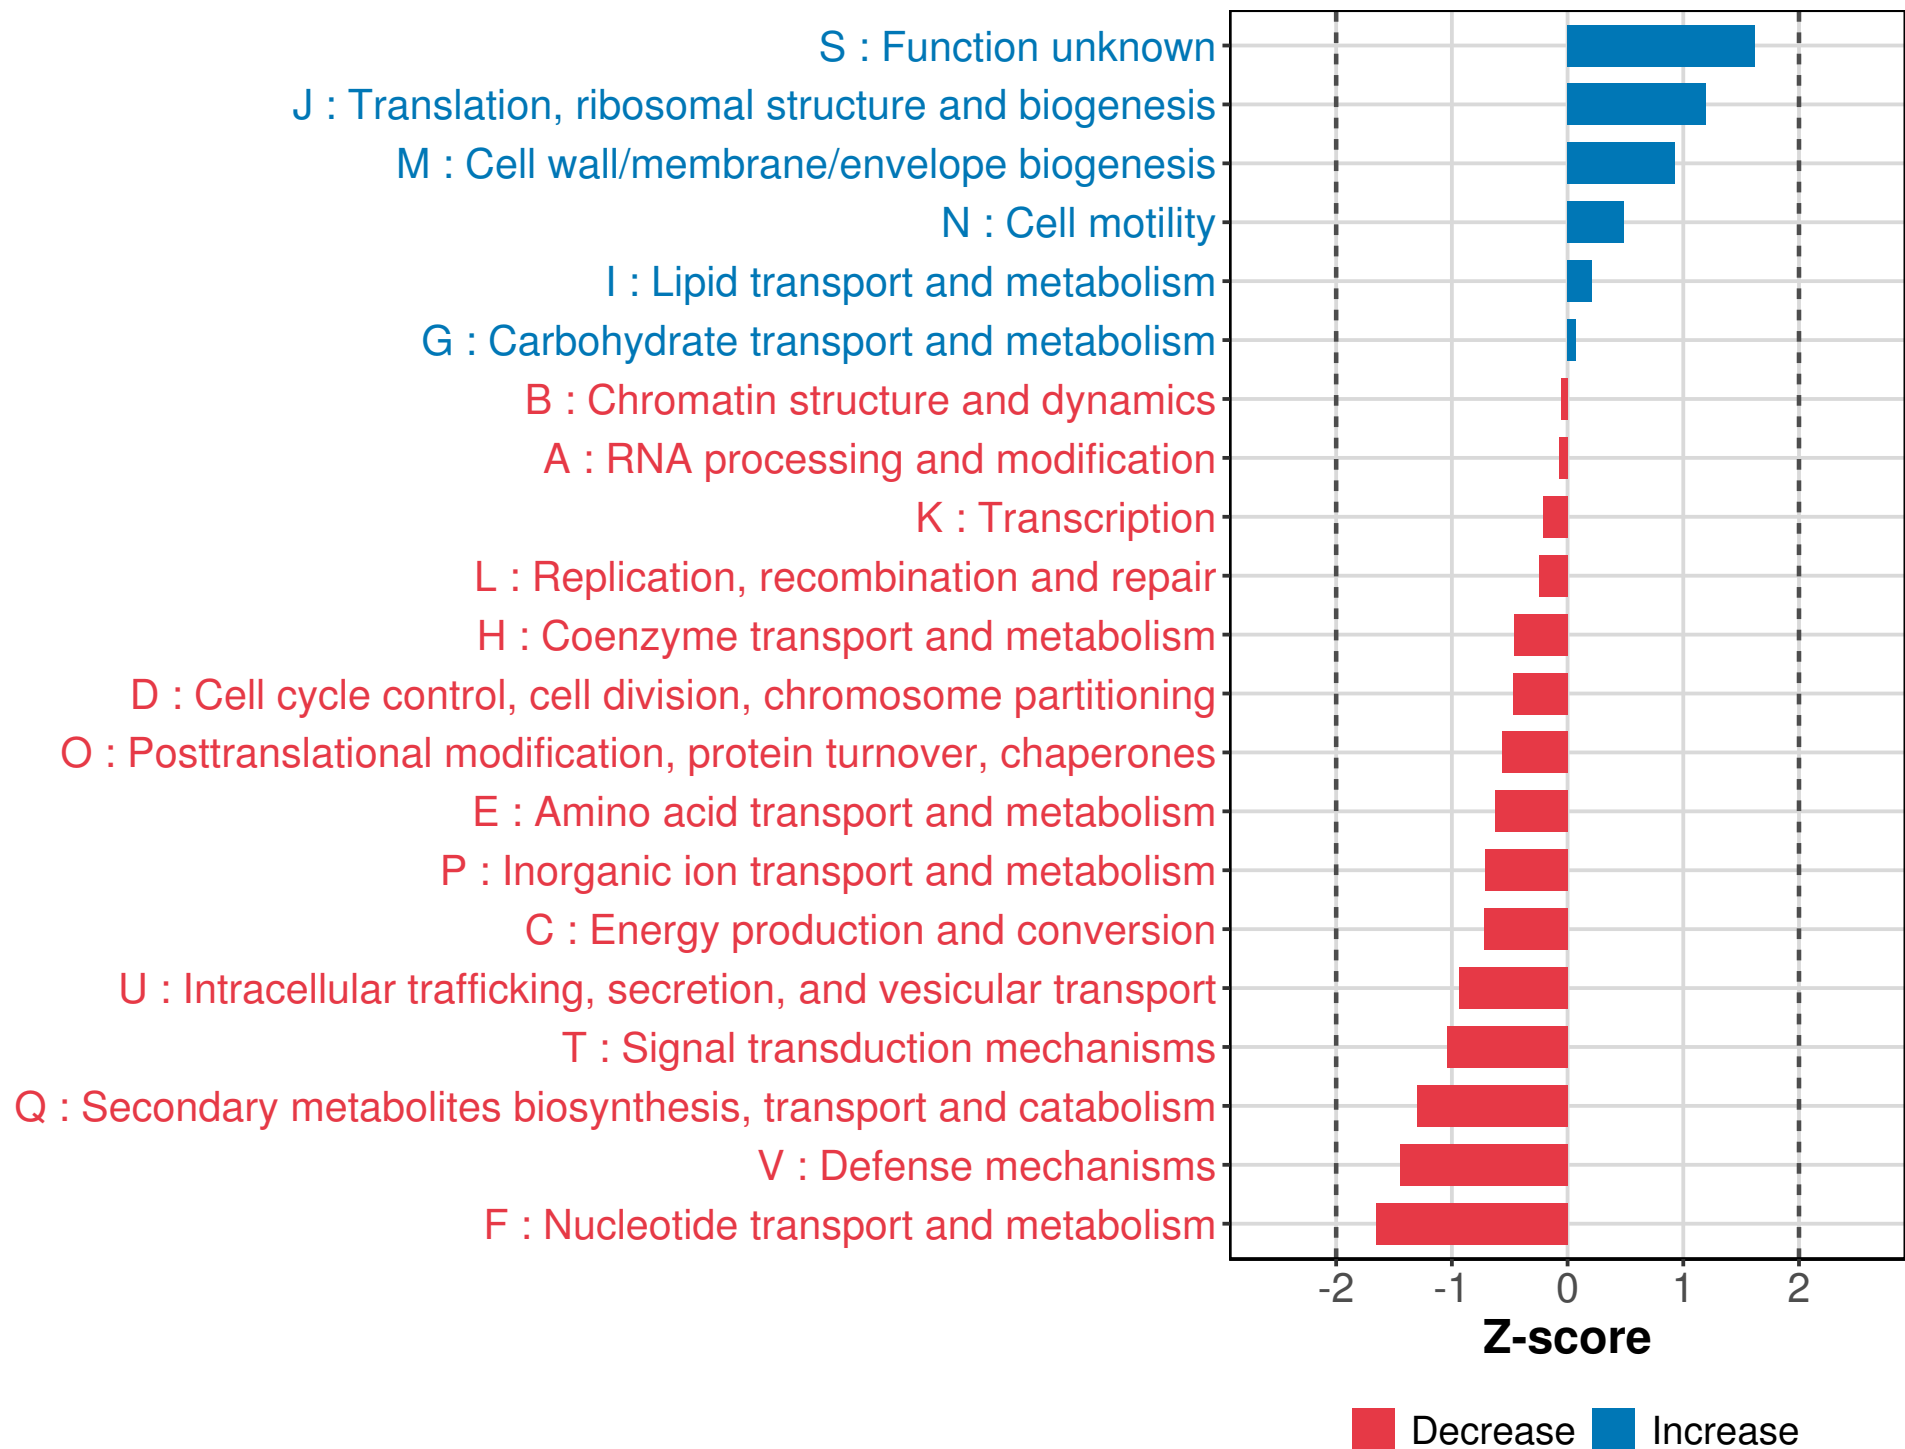 S : Function unknown
J : Translation, ribosomal structure and biogenesis
M : Cell wall/membrane/envelope biogenesis
N : Cell motility
I : Lipid transport and metabolism
G : Carbohydrate transport and metabolism
B : Chromatin structure and dynamics
A : RNA processing and modification
K : Transcription
L : Replication, recombination and repair
H : Coenzyme transport and metabolism
D : Cell cycle control, cell division, chromosome partitioning
O : Posttranslational modification, protein turnover, chaperones
E : Amino acid transport and metabolism
P : Inorganic ion transport and metabolism
C : Energy production and conversion
U : Intracellular trafficking, secretion, and vesicular transport
T : Signal transduction mechanisms
Q : Secondary metabolites biosynthesis, transport and catabolism
V : Defense mechanisms
F : Nucleotide transport and metabolism
-2 -1 0 1 2
Z-score
Decrease Increase